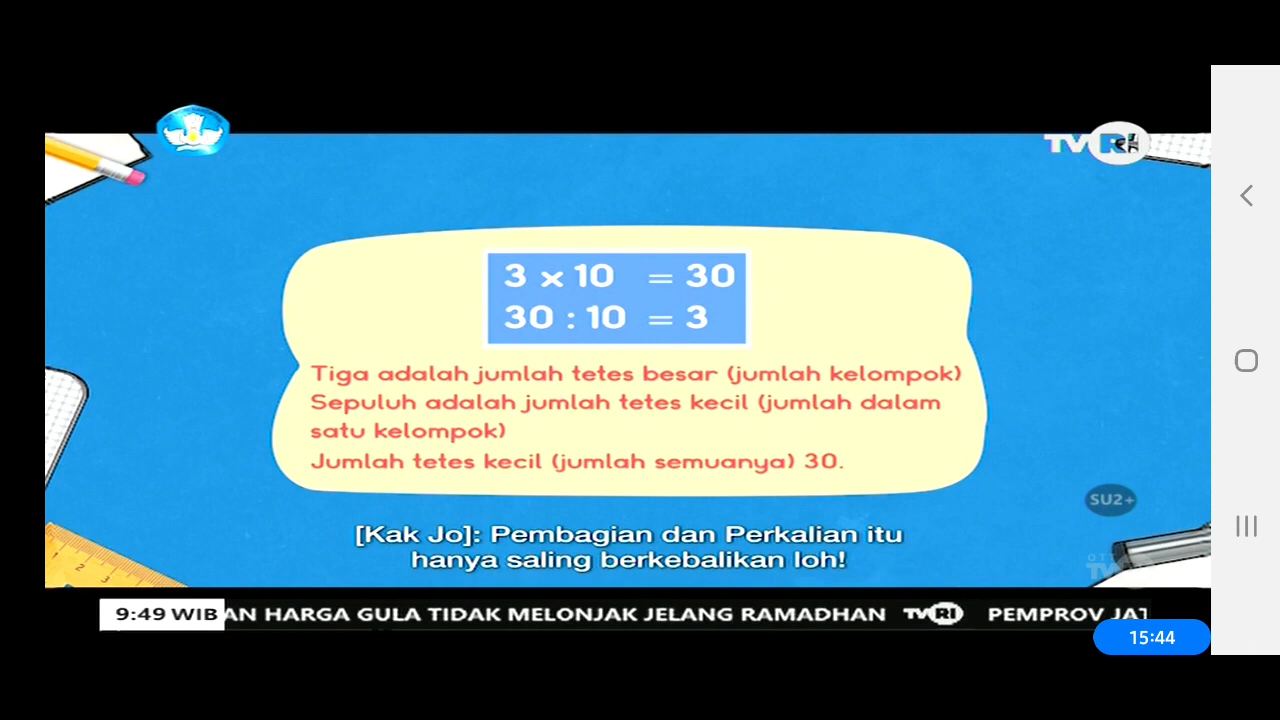 TVRI
3 x 10 = 30
30 : 10 = 3
Tiga adalah jumlah tetes besar (jumlah kelompok)
Sepuluh adalah jumlah tetes kecil (jumlah dalam
satu kelompok)
Jumlah tetes kecil (jumlah semuanya) 30.
SU2+
[Kak Jo]: Pembagian dan Perkalian itu
hanya saling berkebalikan loh!
9:49 WIB AN HARGA GULA TIDAK MELONJAK JELANG RAMADHAN TVRI PEMPROV JAT
15:44